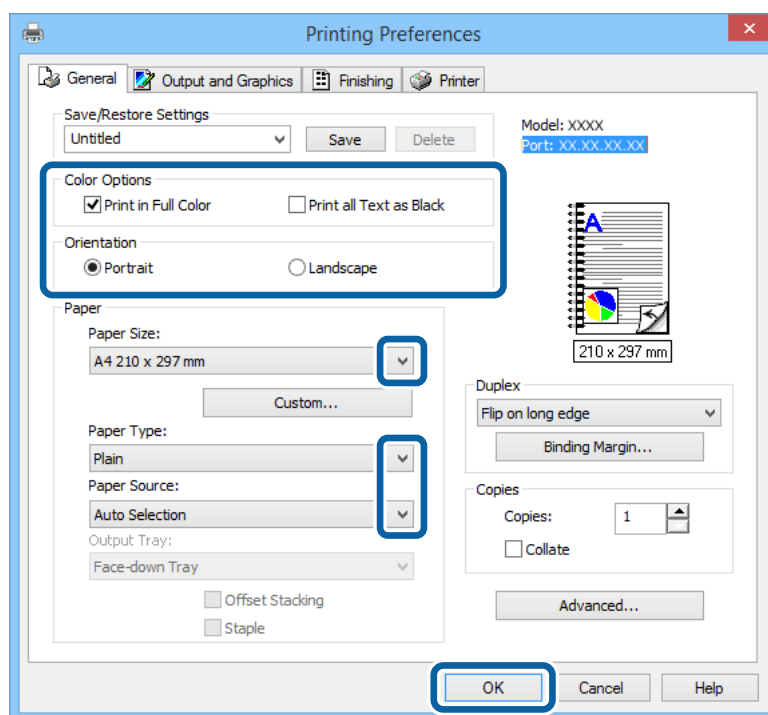 Printing Preferences
General Output and Graphics Finishing Printer
Save/Restore Settings
Untitled Save Delete
Model: XXXX
Port: XX.XX.XX.XX
Color Options
Print in Full Color Print all Text as Black
Orientation
Portrait Landscape
A
Paper
Paper Size:
A4 210 x 297 mm
210 x 297 mm
Custom...
Duplex
Flip on long edge
Binding Margin...
Paper Type:
Plain
Paper Source:
Auto Selection
Copies
Copies: 1
Collate
Output Tray:
Face-down Tray
Offset Stacking
Staple
Advanced...
OK Cancel Help